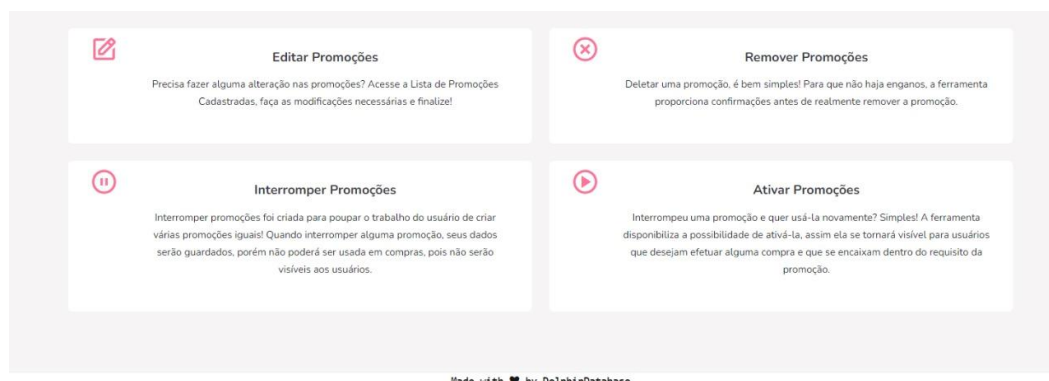 Editar Promoções
Precisa fazer alguma alteração nas promoções? Acesse a Lista de Promoções
Cadastradas, faça as modificações necessárias e finalize!
Remover Promoções
Deletar uma promoção, é bem simples! Para que não haja enganos, a ferramenta
proporciona confirmações antes de realmente remover a promoção.
Interromper Promoções
Interromper promoções foi criada para poupar o trabalho do usuário de criar
várias promoções iguais! Quando interromper alguma promoção, seus dados
serão guardados, porém não poderá ser usada em compras, pois não serão
visíveis aos usuários.
Ativar Promoções
Interrompeu uma promoção e quer usá-la novamente? Simples! A ferramenta
disponibiliza a possibilidade de ativá-la, assim ela se tornará visível para usuários
que desejam efetuar alguma compra e que se encaixam dentro do requisito da
promoção.
Made with ♥ by DolphinDatabase